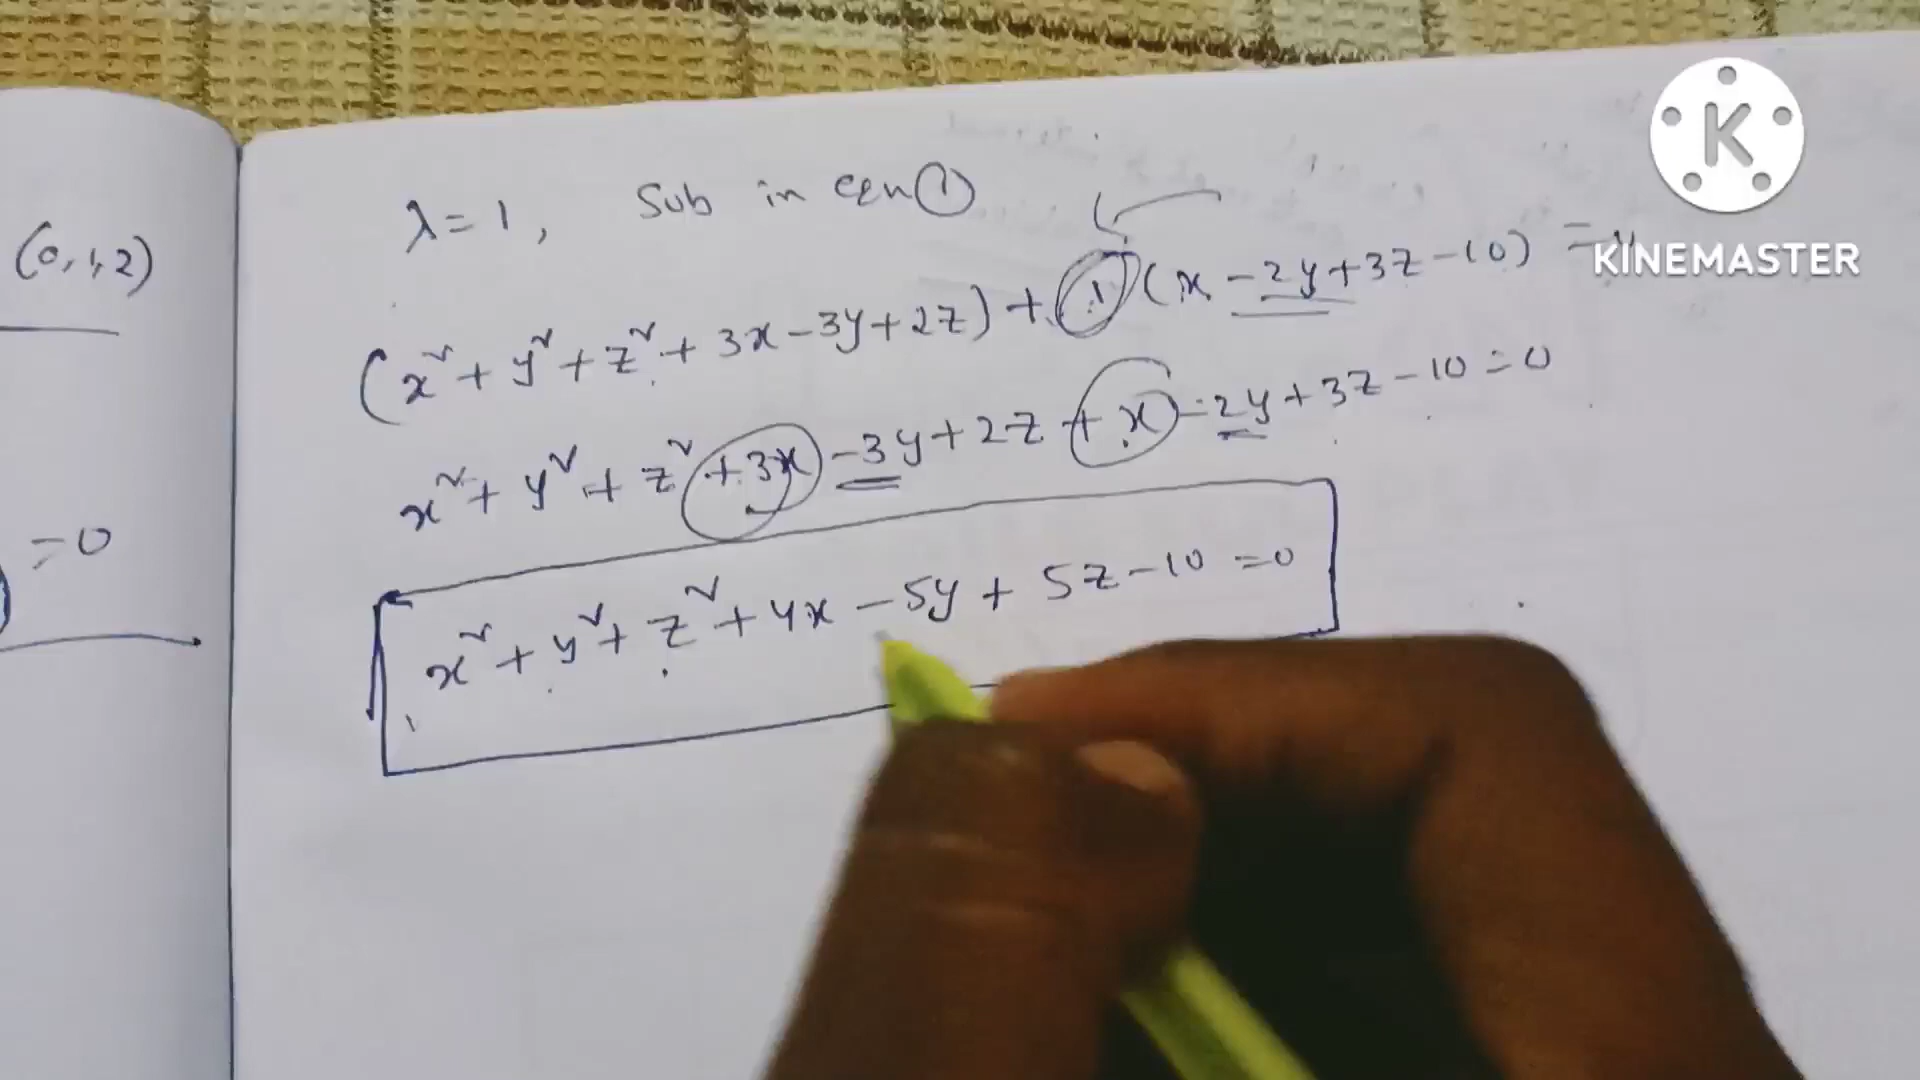 (0,1,2)
=0
λ=1, Sub in eqn ①
(x²+y²+z²+3x-3y+2z)+1(x-2y+3z-10)=0
x²+y²+z²+3x-3y+2z+x-2y+3z-10=0
x²+y²+z²+4x-5y+5z-10=0
K
KINEMASTER